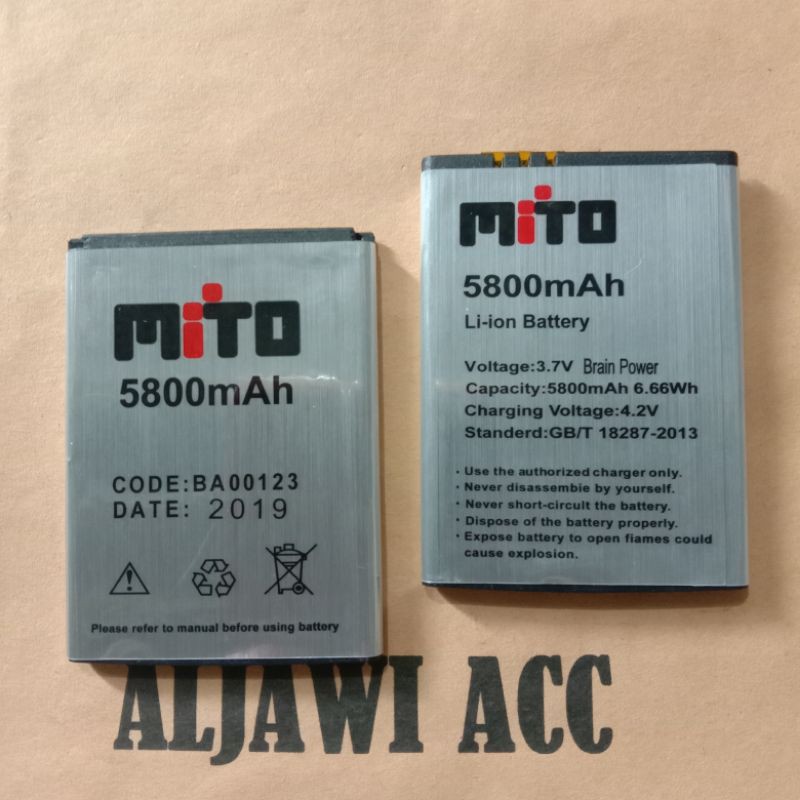 MiTO
5800mAh
CODE:BA00123
DATE: 2019
Please refer to manual before using battery
MiTO
5800mAh
Li-ion Battery
Voltage:3.7V Brain Power
Capacity:5800mAh 6.66Wh
Charging Voltage:4.2V
Standerd:GB/T 18287-2013
· Use the authorized charger only.
· Never disassemble by yourself.
· Never short-circuit the battery.
· Dispose of the battery properly.
· Expose battery to open fiames could
cause explosion.
ALJAWI ACC